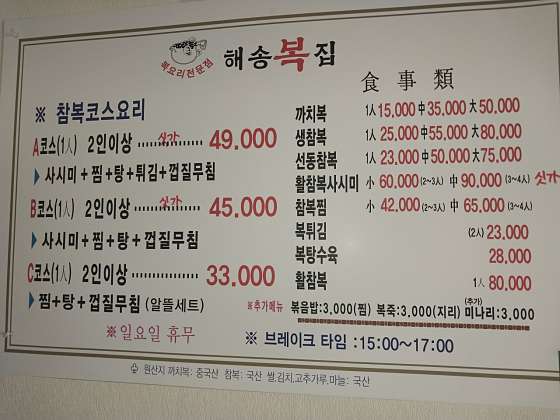 복요리전문점
해송복집
※ 참복코스요리
A코스(1人) 2인이상 ········· 싯가 49.000
▶ 사시미+찜+탕+튀김+껍질무침
B코스(1人) 2인이상 ········· 싯가 45.000
▶ 사시미+찜+탕+껍질무침
C코스(1人) 2인이상 ········· 33.000
▶ 찜+탕+껍질무침 (알뜰세트)
※일요일 휴무
食事類
까치복 1人 15,000 中 35,000 大 50,000
생참복 1人 25,000 中 55,000 大 80,000
선동참복 1人 23,000 中 50,000 大 75,000
활참복사시미 小 60,000 (2~3人) 中 90,000 (3~4人) 싯가
참복찜 小 42,000 (2~3人) 中 65,000 (3~4人)
복튀김 (2人) 23,000
복탕수육 28,000
활참복 1人 80,000
※추가메뉴 볶음밥:3,000(찜) 복죽:3,000(지리) (추가) 미나리:3,000
※ 브레이크 타임 :15:00~17:00
원산지 까치복: 중국산 참복: 국산 쌀,김치,고추가루,마늘: 국산